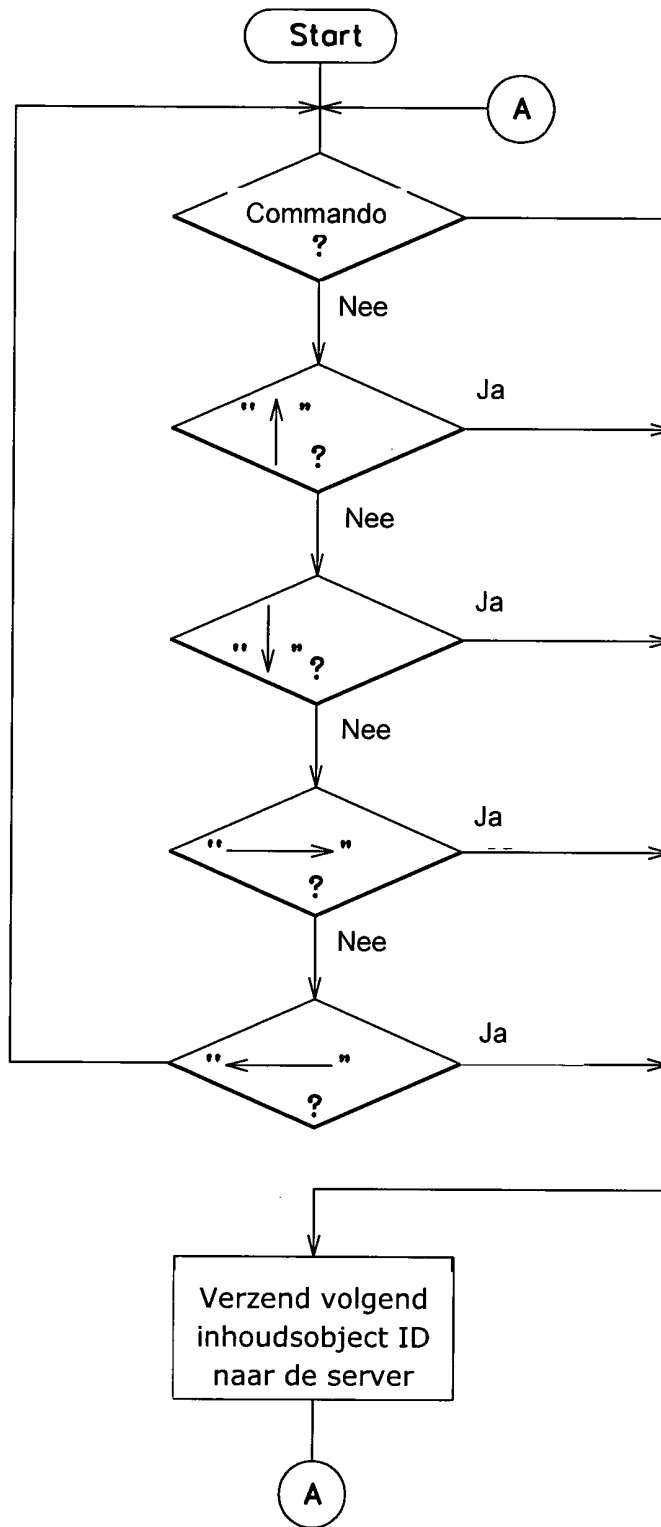 Start
A
Commando
?
Nee
"↑"
?
Ja
Nee
"↓"?
Ja
Nee
"→"
?
Ja
Nee
"←"
?
Ja
Verzend volgend
inhoudsobject ID
naar de server
A